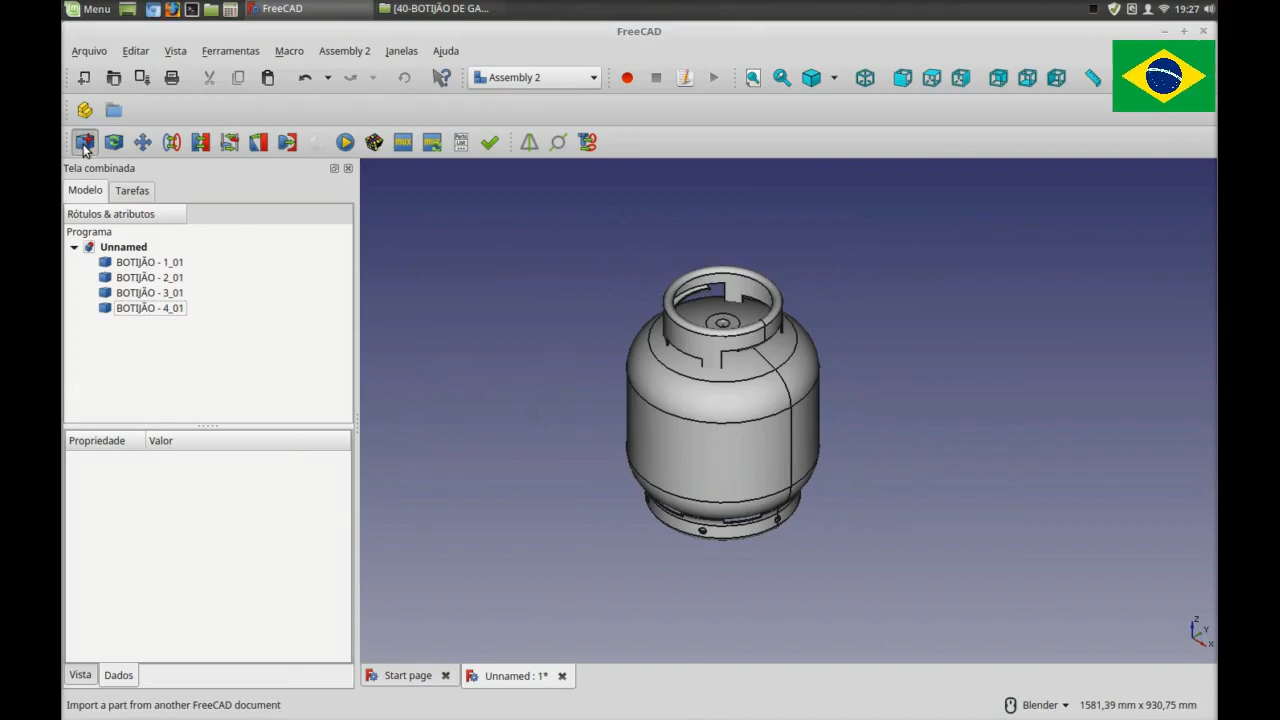 Menu
FreeCAD
[40-BOTIJÃO DE GA...
19:27
FreeCAD
Arquivo Editar Vista Ferramentas Macro Assembly 2 Janelas Ajuda
Assembly 2
Tela combinada
Modelo Tarefas
Rótulos & atributos
Programa
Unnamed
BOTIJÃO - 1_01
BOTIJÃO - 2_01
BOTIJÃO - 3_01
BOTIJÃO - 4_01
Propriedade Valor
Vista Dados
Start page Unnamed : 1*
Z
Y
X
Import a part from another FreeCAD document
Blender 1581,39 mm x 930,75 mm